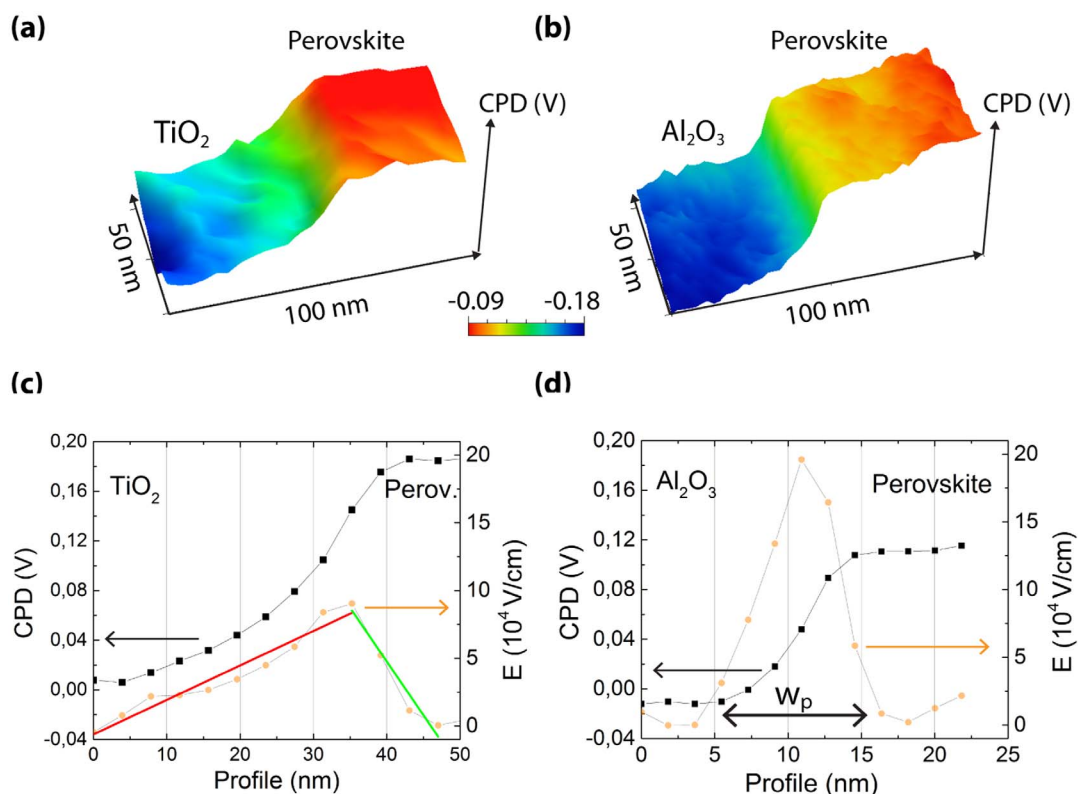 (a)
Perovskite
TiO₂
CPD (V)
50 nm
100 nm
(b)
Perovskite
Al₂O₃
CPD (V)
50 nm
100 nm
-0.09 -0.18
(c)
CPD (V)
0,20
0,16
0,12
0,08
0,04
0,00
-0,04
TiO₂
Perov.
20
15
10
5
0
E (10⁴ V/cm)
0 10 20 30 40 50
Profile (nm)
(d)
CPD (V)
0,20
0,16
0,12
0,08
0,04
0,00
-0,04
Al₂O₃
Perovskite
Wₚ
20
15
10
5
0
E (10⁴ V/cm)
0 5 10 15 20 25
Profile (nm)